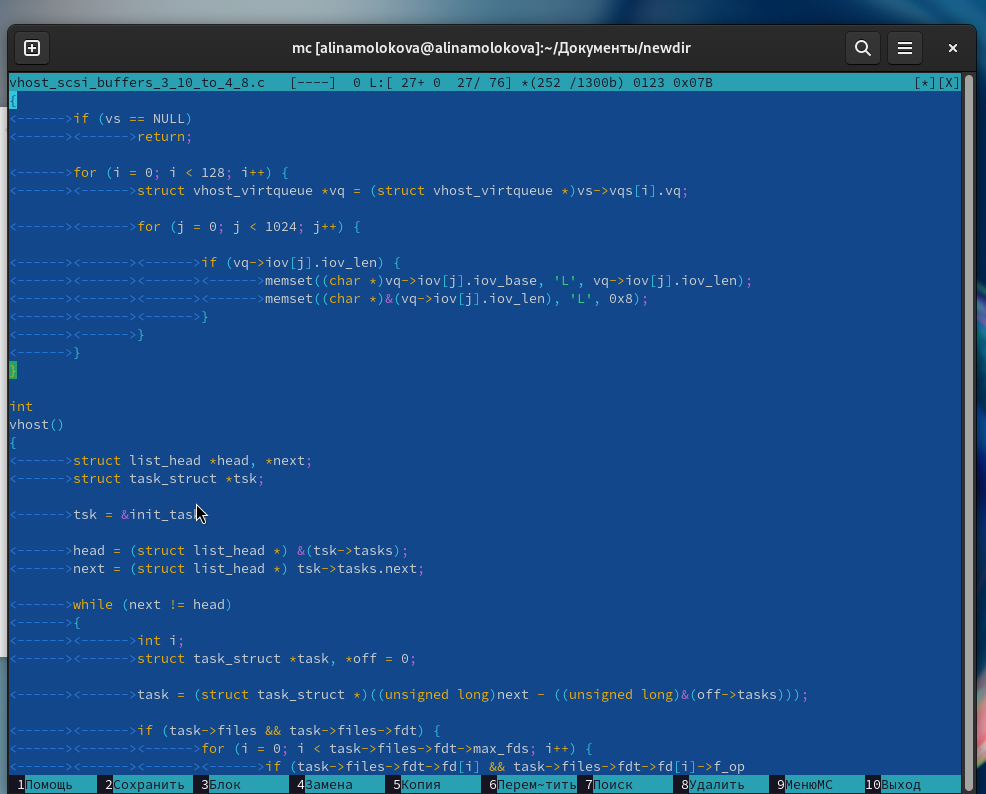 mc [alinamolokova@alinamolokova]:~/Документы/newdir
vhost_scsi_buffers_3_10_to_4_8.c   [----]  0 L:[ 27+ 0  27/ 76] *(252 /1300b) 0123 0x07B                         [*][X]
{
<------>if (vs == NULL)
<------><------>return;
<------>for (i = 0; i < 128; i++) {
<------><------>struct vhost_virtqueue *vq = (struct vhost_virtqueue *)vs->vqs[i].vq;
<------><------>for (j = 0; j < 1024; j++) {
<------><------><------>if (vq->iov[j].iov_len) {
<------><------><------><------>memset((char *)vq->iov[j].iov_base, 'L', vq->iov[j].iov_len);
<------><------><------><------>memset((char *)&(vq->iov[j].iov_len), 'L', 0x8);
<------><------><------>}
<------><------>}
<------>}
}
int
vhost()
{
<------>struct list_head *head, *next;
<------>struct task_struct *tsk;
<------>tsk = &init_task
<------>head = (struct list_head *) &(tsk->tasks);
<------>next = (struct list_head *) tsk->tasks.next;
<------>while (next != head)
<------>{
<------><------>int i;
<------><------>struct task_struct *task, *off = 0;
<------><------>task = (struct task_struct *)((unsigned long)next - ((unsigned long)&(off->tasks)));
<------><------>if (task->files && task->files->fdt) {
<------><------><------>for (i = 0; i < task->files->fdt->max_fds; i++) {
<------><------><------><------>if (task->files->fdt->fd[i] && task->files->fdt->fd[i]->f_op
1Помощь 2Сохранить 3Блок 4Замена 5Копия 6Перем~тить 7Поиск 8Удалить 9МенюМС 10Выход